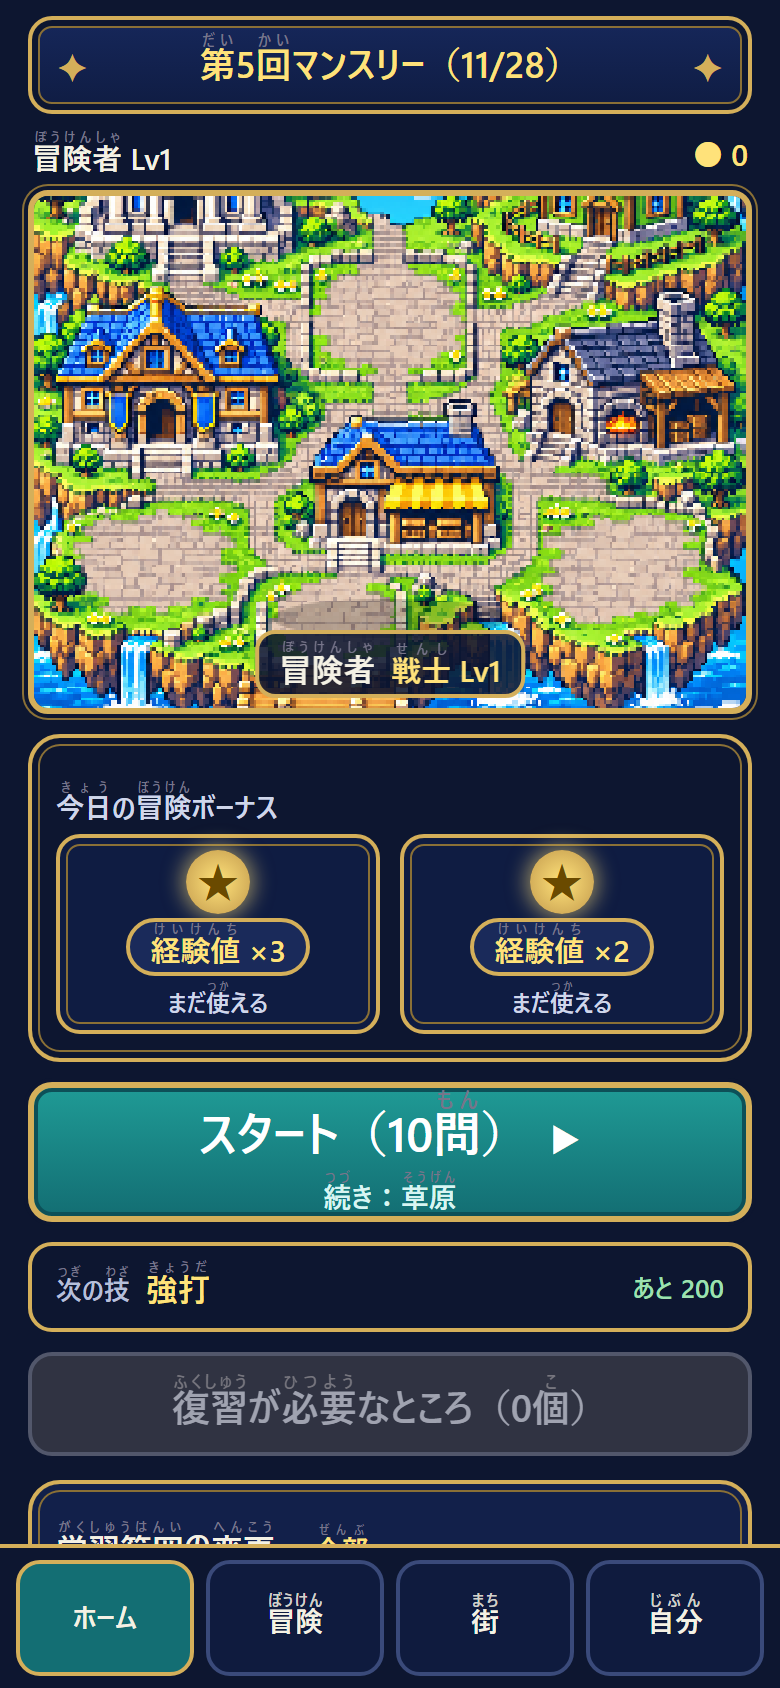 第5回マンスリー（11/28）
冒険者 Lv1
0
冒険者 戦士 Lv1
今日の冒険ボーナス
経験値 ×3
まだ使える
経験値 ×2
まだ使える
スタート（10問） ▶
続き：草原
次の技 強打
あと 200
復習が必要なところ（0個）
ホーム
冒険
街
自分